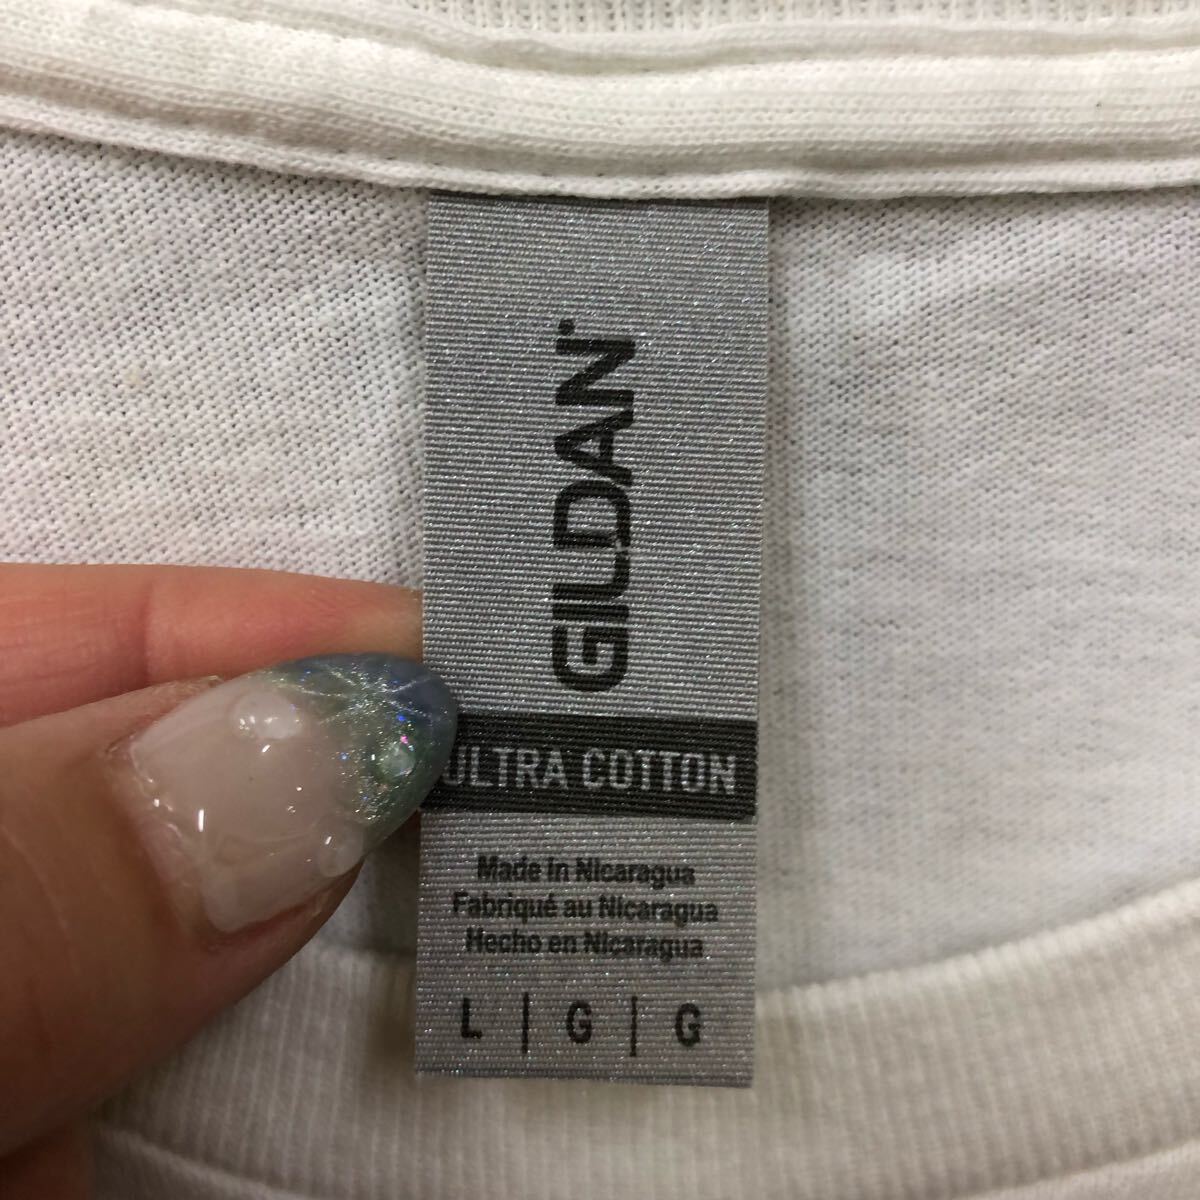 GILDAN
ULTRA COTTON
Made in Nicaragua
Fabriqué au Nicaragua
Hecho en Nicaragua
L | G | G